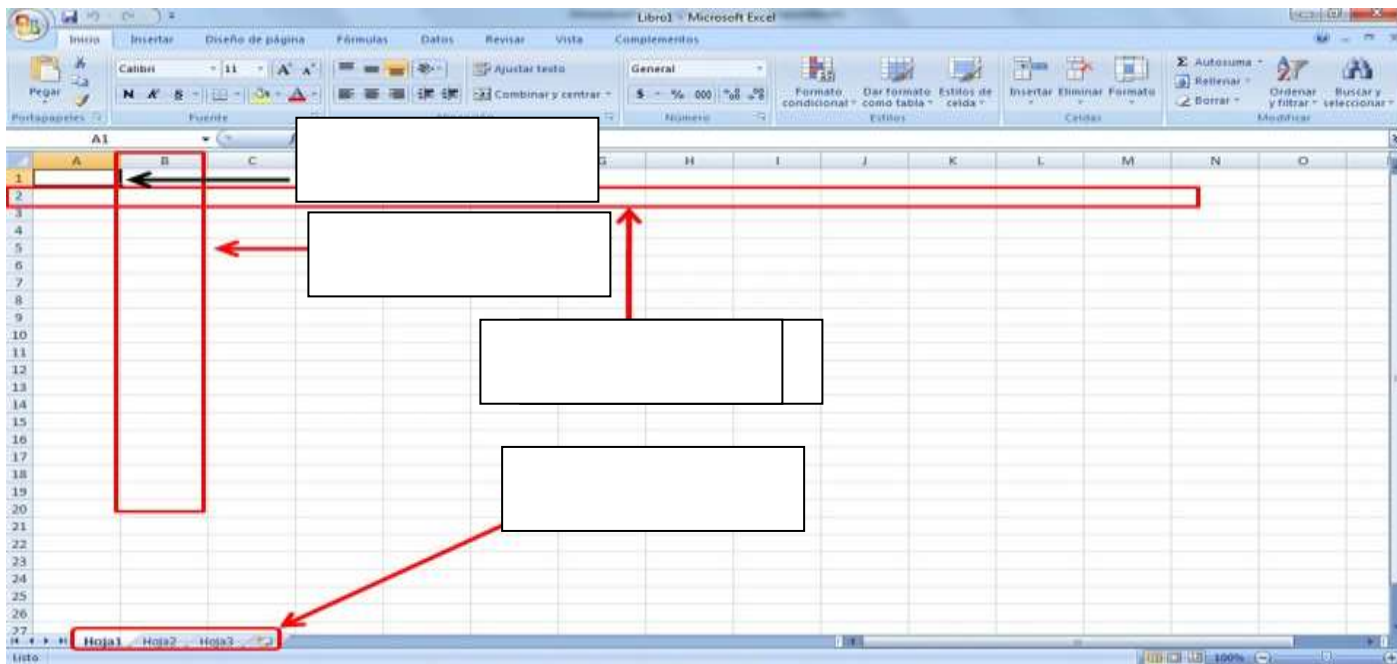 Libro1 - Microsoft Excel
Inicio Insertar Diseño de página Fórmulas Datos Revisar Vista Complementos
Pegar
Calibri 11 A A
Ajustar texto
General
Formato condicional
Dar formato como tabla
Estilos de celda
Insertar Eliminar Formato
Σ Autosuma
Rellenar
Borrar
Ordenar y filtrar
Buscar y seleccionar
N K S A
Combinar y centrar
$ % 000
Portapapeles Fuente Número Estilos Celdas Modificar
A1
A B C G H I J K L M N O
1
2
3
4
5
6
7
8
9
10
11
12
13
14
15
16
17
18
19
20
21
22
23
24
25
26
27
Hoja1 Hoja2 Hoja3
Listo 100%